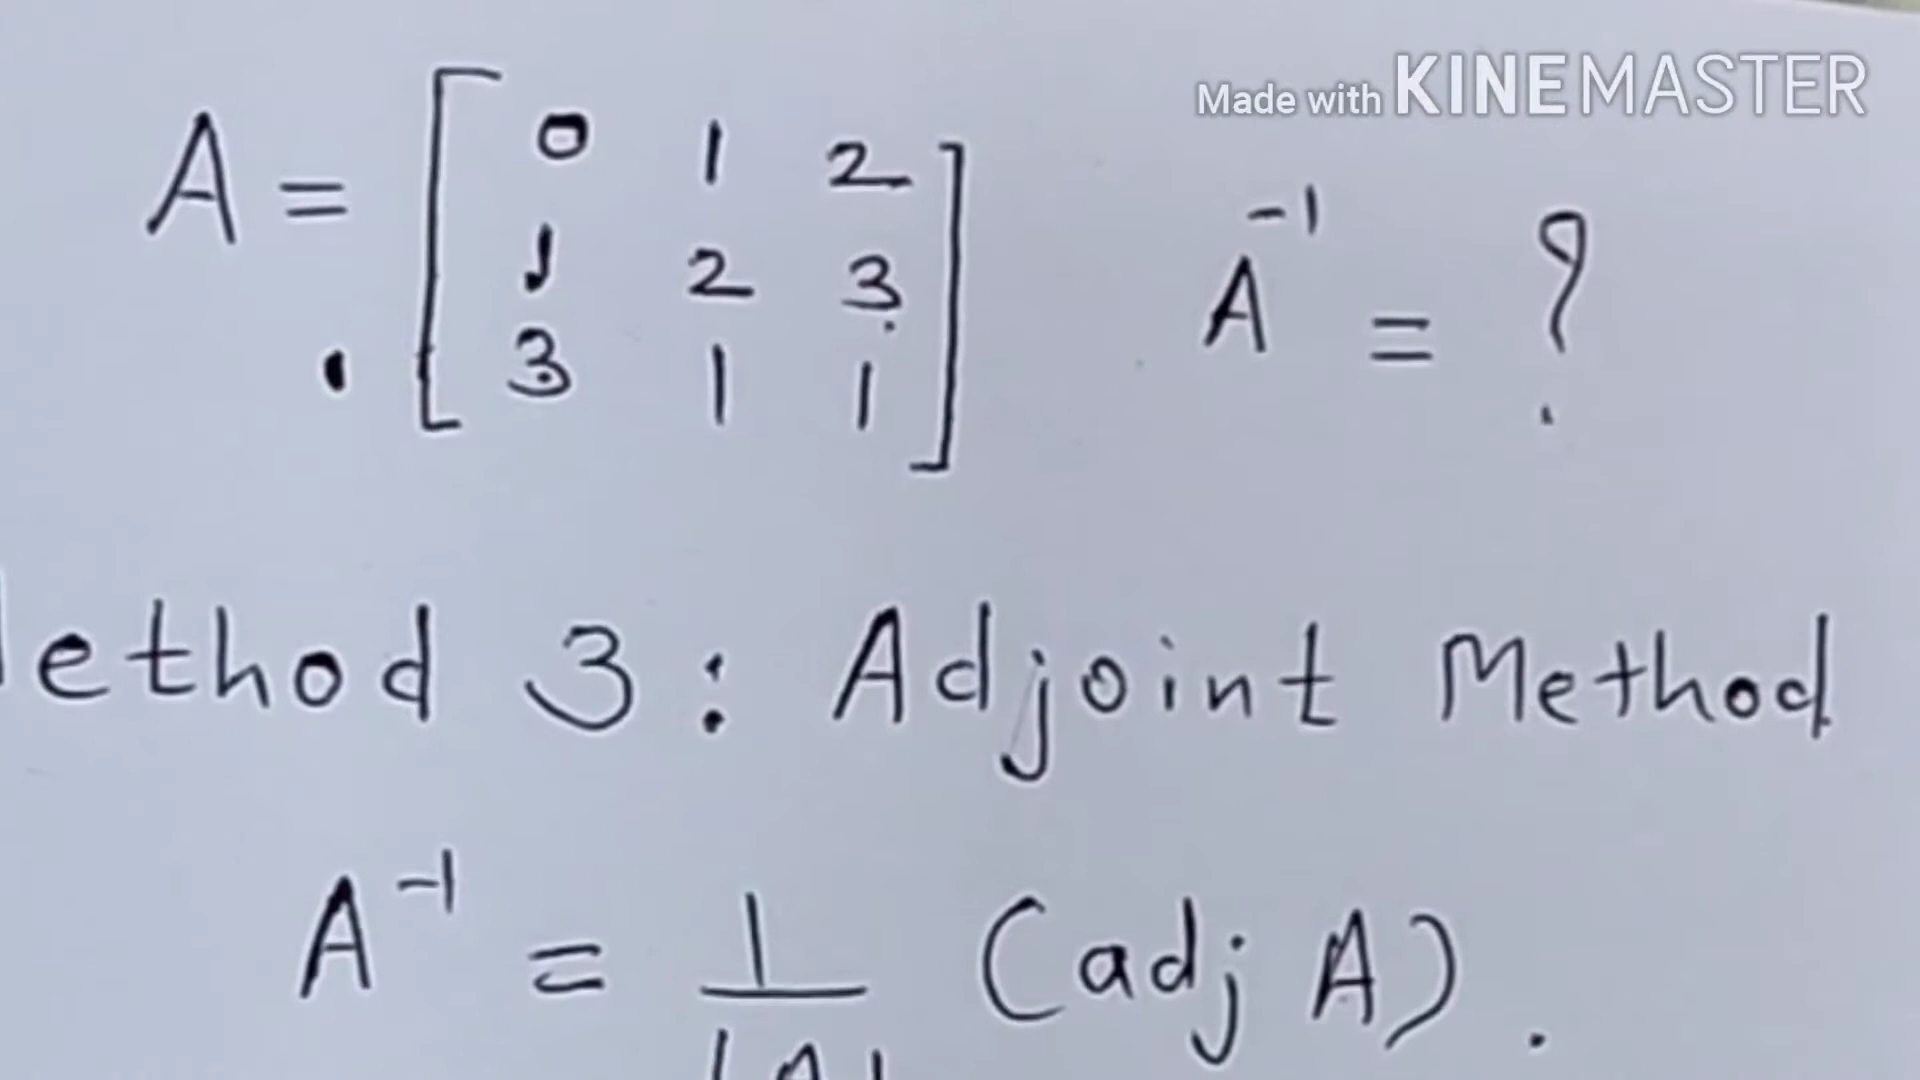 Made with KINEMASTER
A = [ 0 1 2
1 2 3
3 1 1 ]
A⁻¹ = ?
ethod 3 : Adjoint Method
A⁻¹ = 1/|A| (adj A).